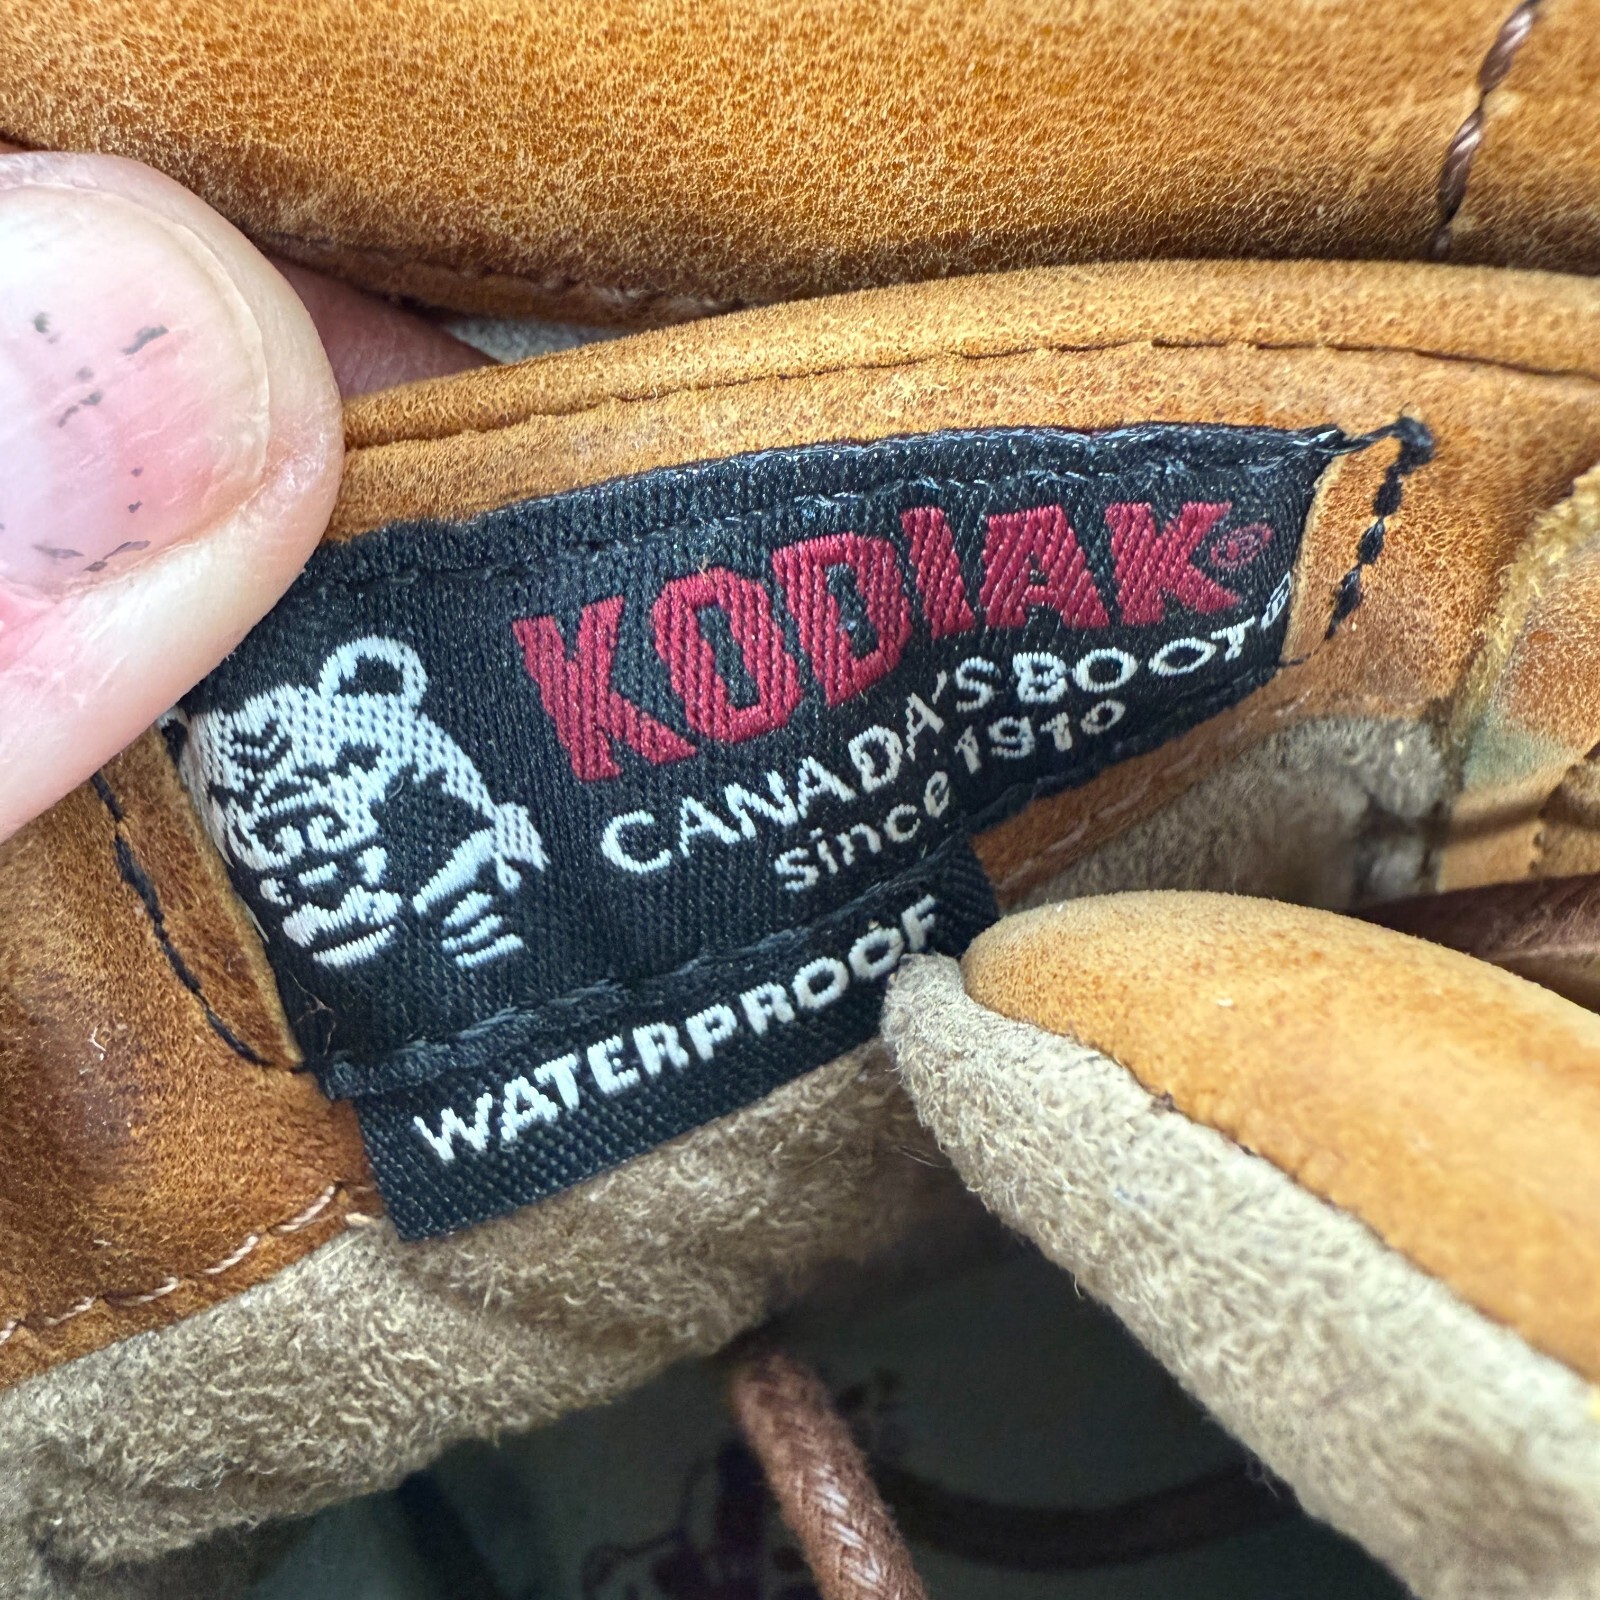 KODIAK®
CANADA'S BOOT
since 1910
WATERPROOF